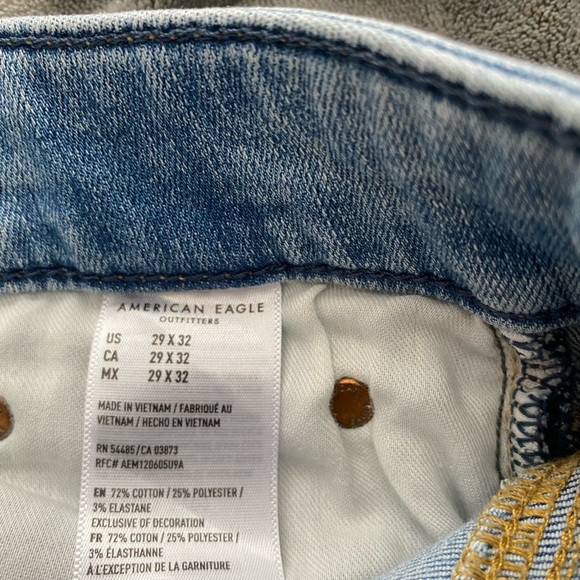 AMERICAN EAGLE
OUTFITTERS
US 29 X 32
CA 29 X 32
MX 29 X 32
MADE IN VIETNAM / FABRIQUÉ AU
VIETNAM / HECHO EN VIETNAM
RN 54485/CA 03873
RFC# AEM120605U9A
EN 72% COTTON / 25% POLYESTER /
3% ELASTANE
EXCLUSIVE OF DECORATION
FR 72% COTON / 25% POLYESTER /
3% ÉLASTHANNE
À L'EXCEPTION DE LA GARNITURE